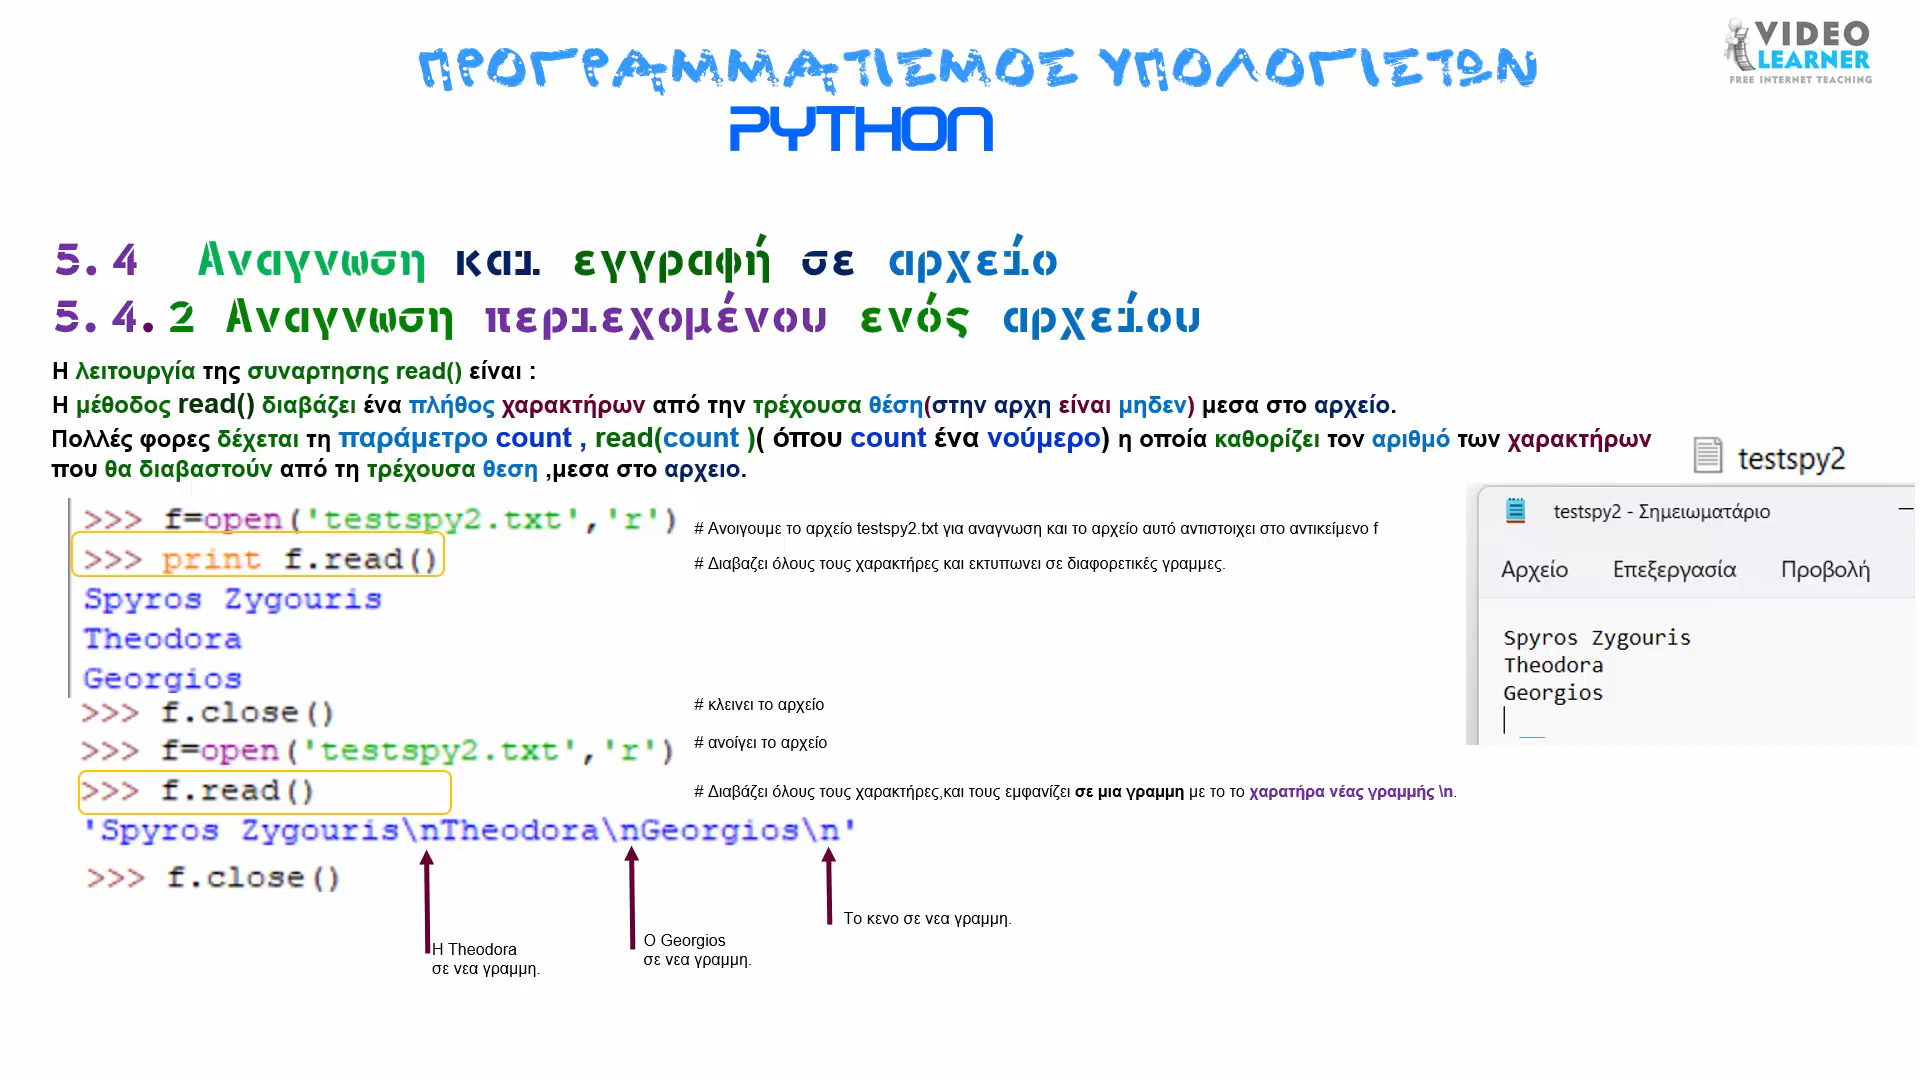 ΠΡΟΓΡΑΜΜΑΤΙΣΜΟΣ ΥΠΟΛΟΓΙΣΤΩΝ
PYTHON
VIDEO
LEARNER
FREE INTERNET TEACHING
5.4 Αναγνωση και εγγραφή σε αρχείο
5.4.2 Αναγνωση περιεχομένου ενός αρχείου
Η λειτουργία της συναρτησης read() είναι :
Η μέθοδος read() διαβάζει ένα πλήθος χαρακτήρων από την τρέχουσα θέση(στην αρχη είναι μηδεν) μεσα στο αρχείο.
Πολλές φορες δέχεται τη παράμετρο count , read(count )( όπου count ένα νούμερο) η οποία καθορίζει τον αριθμό των χαρακτήρων
που θα διαβαστούν από τη τρέχουσα θεση ,μεσα στο αρχειο.
testspy2
>>> f=open('testspy2.txt','r') # Ανοιγουμε το αρχείο testspy2.txt για αναγνωση και το αρχείο αυτό αντιστοιχει στο αντικείμενο f
>>> print f.read() # Διαβαζει όλους τους χαρακτήρες και εκτυπωνει σε διαφορετικές γραμμες.
Spyros Zygouris
Theodora
Georgios
>>> f.close() # κλεινει το αρχείο
>>> f=open('testspy2.txt','r') # ανοίγει το αρχείο
>>> f.read() # Διαβάζει όλους τους χαρακτήρες,και τους εμφανίζει σε μια γραμμη με το το χαρατήρα νέας γραμμής \n.
'Spyros Zygouris\nTheodora\nGeorgios\n'
>>> f.close()
Η Theodora
σε νεα γραμμη.
Ο Georgios
σε νεα γραμμη.
Το κενο σε νεα γραμμη.
testspy2 - Σημειωματάριο
Αρχείο Επεξεργασία Προβολή
Spyros Zygouris
Theodora
Georgios